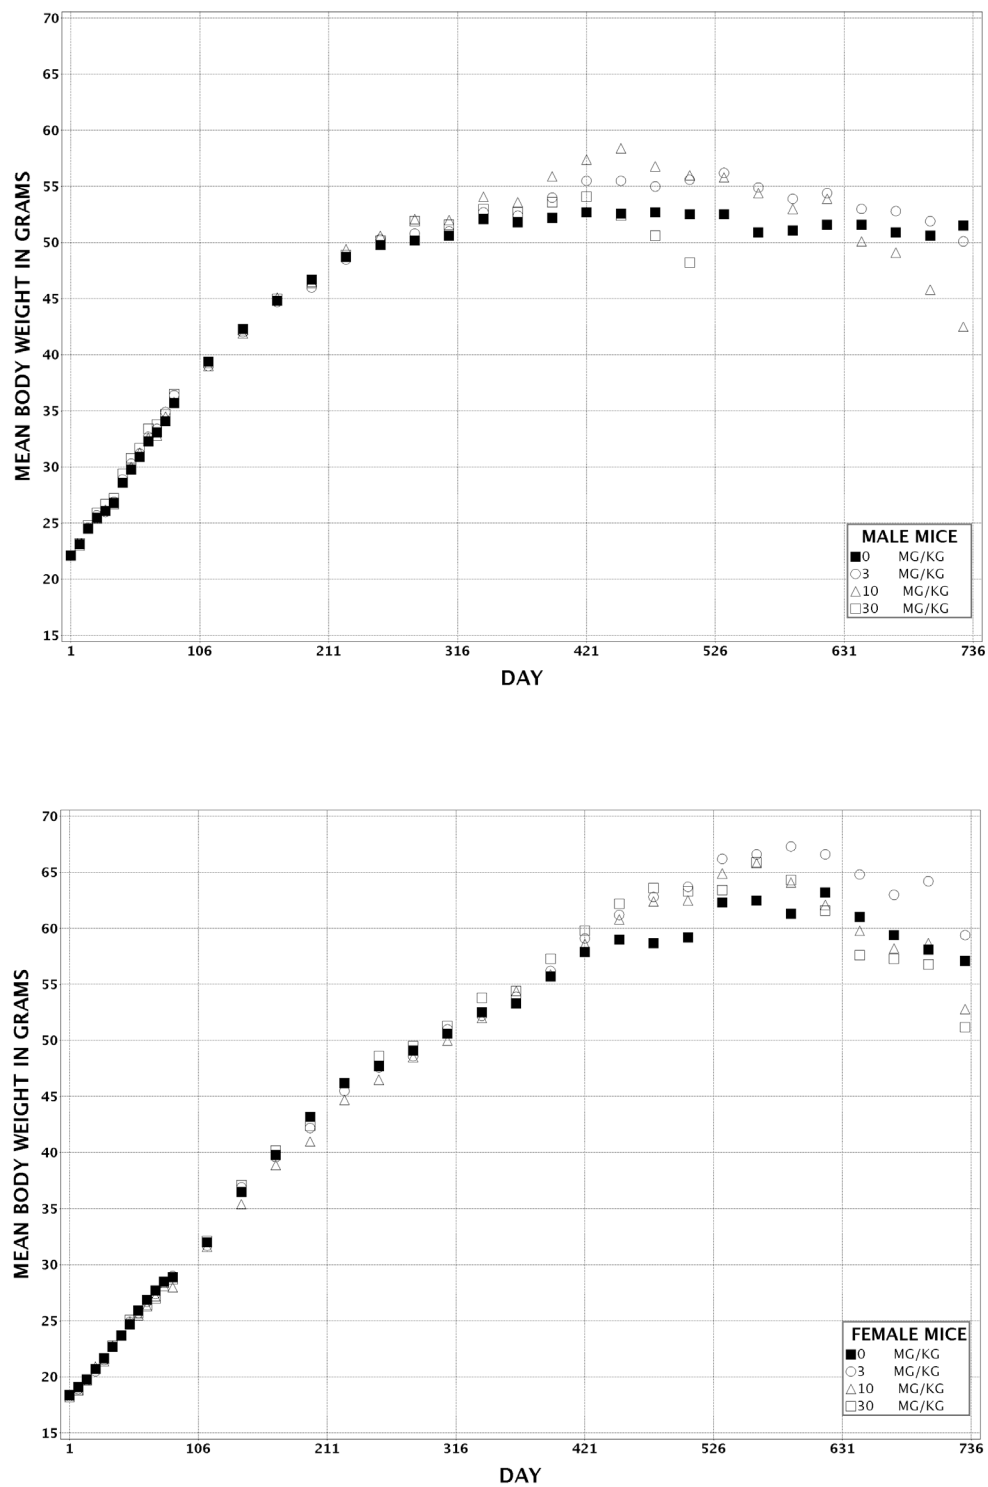 70
65
60
55
50
45
40
35
30
25
20
15
MEAN BODY WEIGHT IN GRAMS
MALE MICE
0 MG/KG
3 MG/KG
10 MG/KG
30 MG/KG
1 106 211 316 421 526 631 736
DAY
70
65
60
55
50
45
40
35
30
25
20
15
MEAN BODY WEIGHT IN GRAMS
FEMALE MICE
0 MG/KG
3 MG/KG
10 MG/KG
30 MG/KG
1 106 211 316 421 526 631 736
DAY